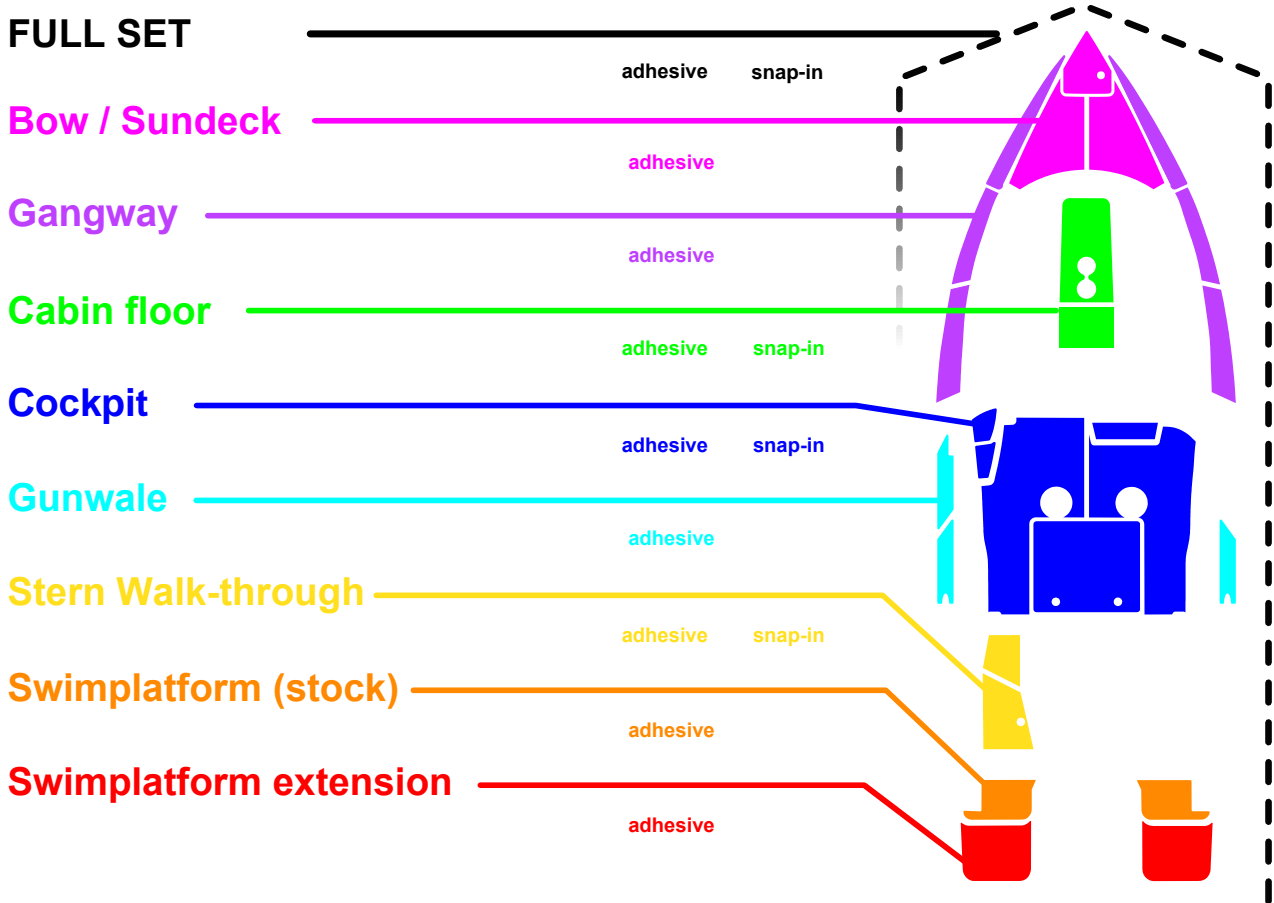 FULL SET
adhesive snap-in
Bow / Sundeck
adhesive
Gangway
adhesive
Cabin floor
adhesive snap-in
Cockpit
adhesive snap-in
Gunwale
adhesive
Stern Walk-through
adhesive snap-in
Swimplatform (stock)
adhesive
Swimplatform extension
adhesive